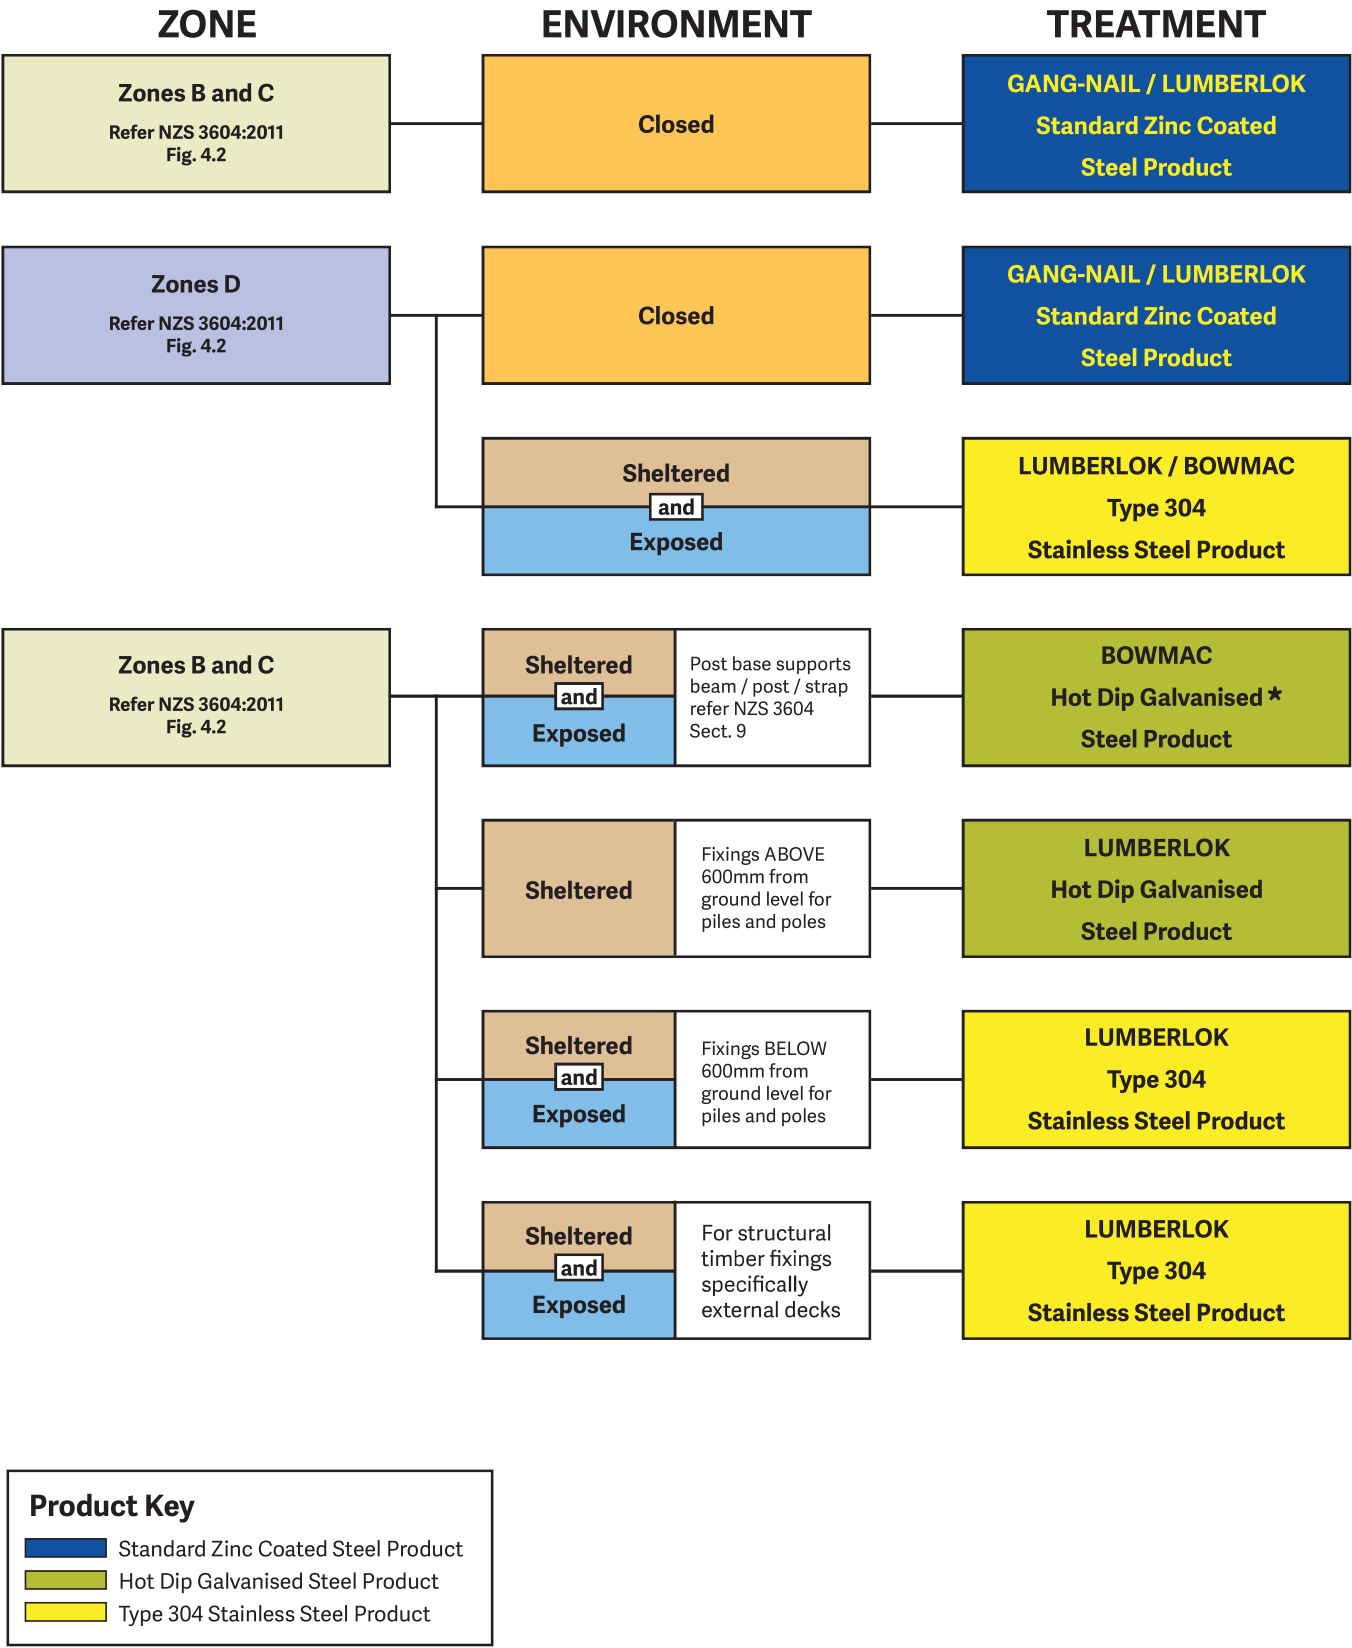 ZONE
ENVIRONMENT
TREATMENT
Zones B and C
Refer NZS 3604:2011
Fig. 4.2
Closed
GANG-NAIL / LUMBERLOK
Standard Zinc Coated
Steel Product
Zones D
Refer NZS 3604:2011
Fig. 4.2
Closed
GANG-NAIL / LUMBERLOK
Standard Zinc Coated
Steel Product
Sheltered
and
Exposed
LUMBERLOK / BOWMAC
Type 304
Stainless Steel Product
Zones B and C
Refer NZS 3604:2011
Fig. 4.2
Sheltered
and
Exposed
Post base supports
beam / post / strap
refer NZS 3604
Sect. 9
BOWMAC
Hot Dip Galvanised *
Steel Product
Sheltered
Fixings ABOVE
600mm from
ground level for
piles and poles
LUMBERLOK
Hot Dip Galvanised
Steel Product
Sheltered
and
Exposed
Fixings BELOW
600mm from
ground level for
piles and poles
LUMBERLOK
Type 304
Stainless Steel Product
Sheltered
and
Exposed
For structural
timber fixings
specifically
external decks
LUMBERLOK
Type 304
Stainless Steel Product
Product Key
Standard Zinc Coated Steel Product
Hot Dip Galvanised Steel Product
Type 304 Stainless Steel Product